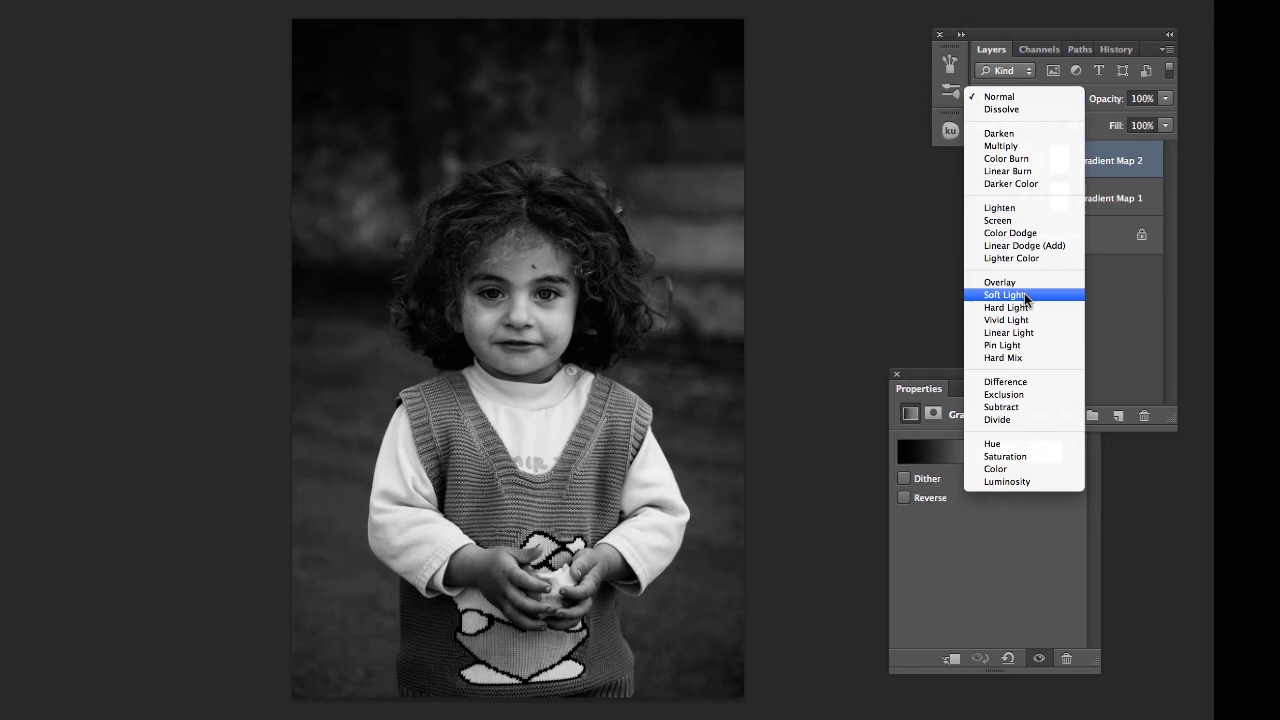 Layers Channels Paths History
Kind
Normal
Opacity: 100%
Dissolve
Fill: 100%
ku
Darken
Multiply
Color Burn
Linear Burn
Darker Color
radient Map 2
Lighten
radient Map 1
Screen
Color Dodge
Linear Dodge (Add)
Lighter Color
Overlay
Soft Light
Hard Light
Vivid Light
Linear Light
Pin Light
Hard Mix
Difference
Exclusion
Subtract
Divide
Hue
Saturation
Color
Luminosity
Properties
Gra
Dither
Reverse